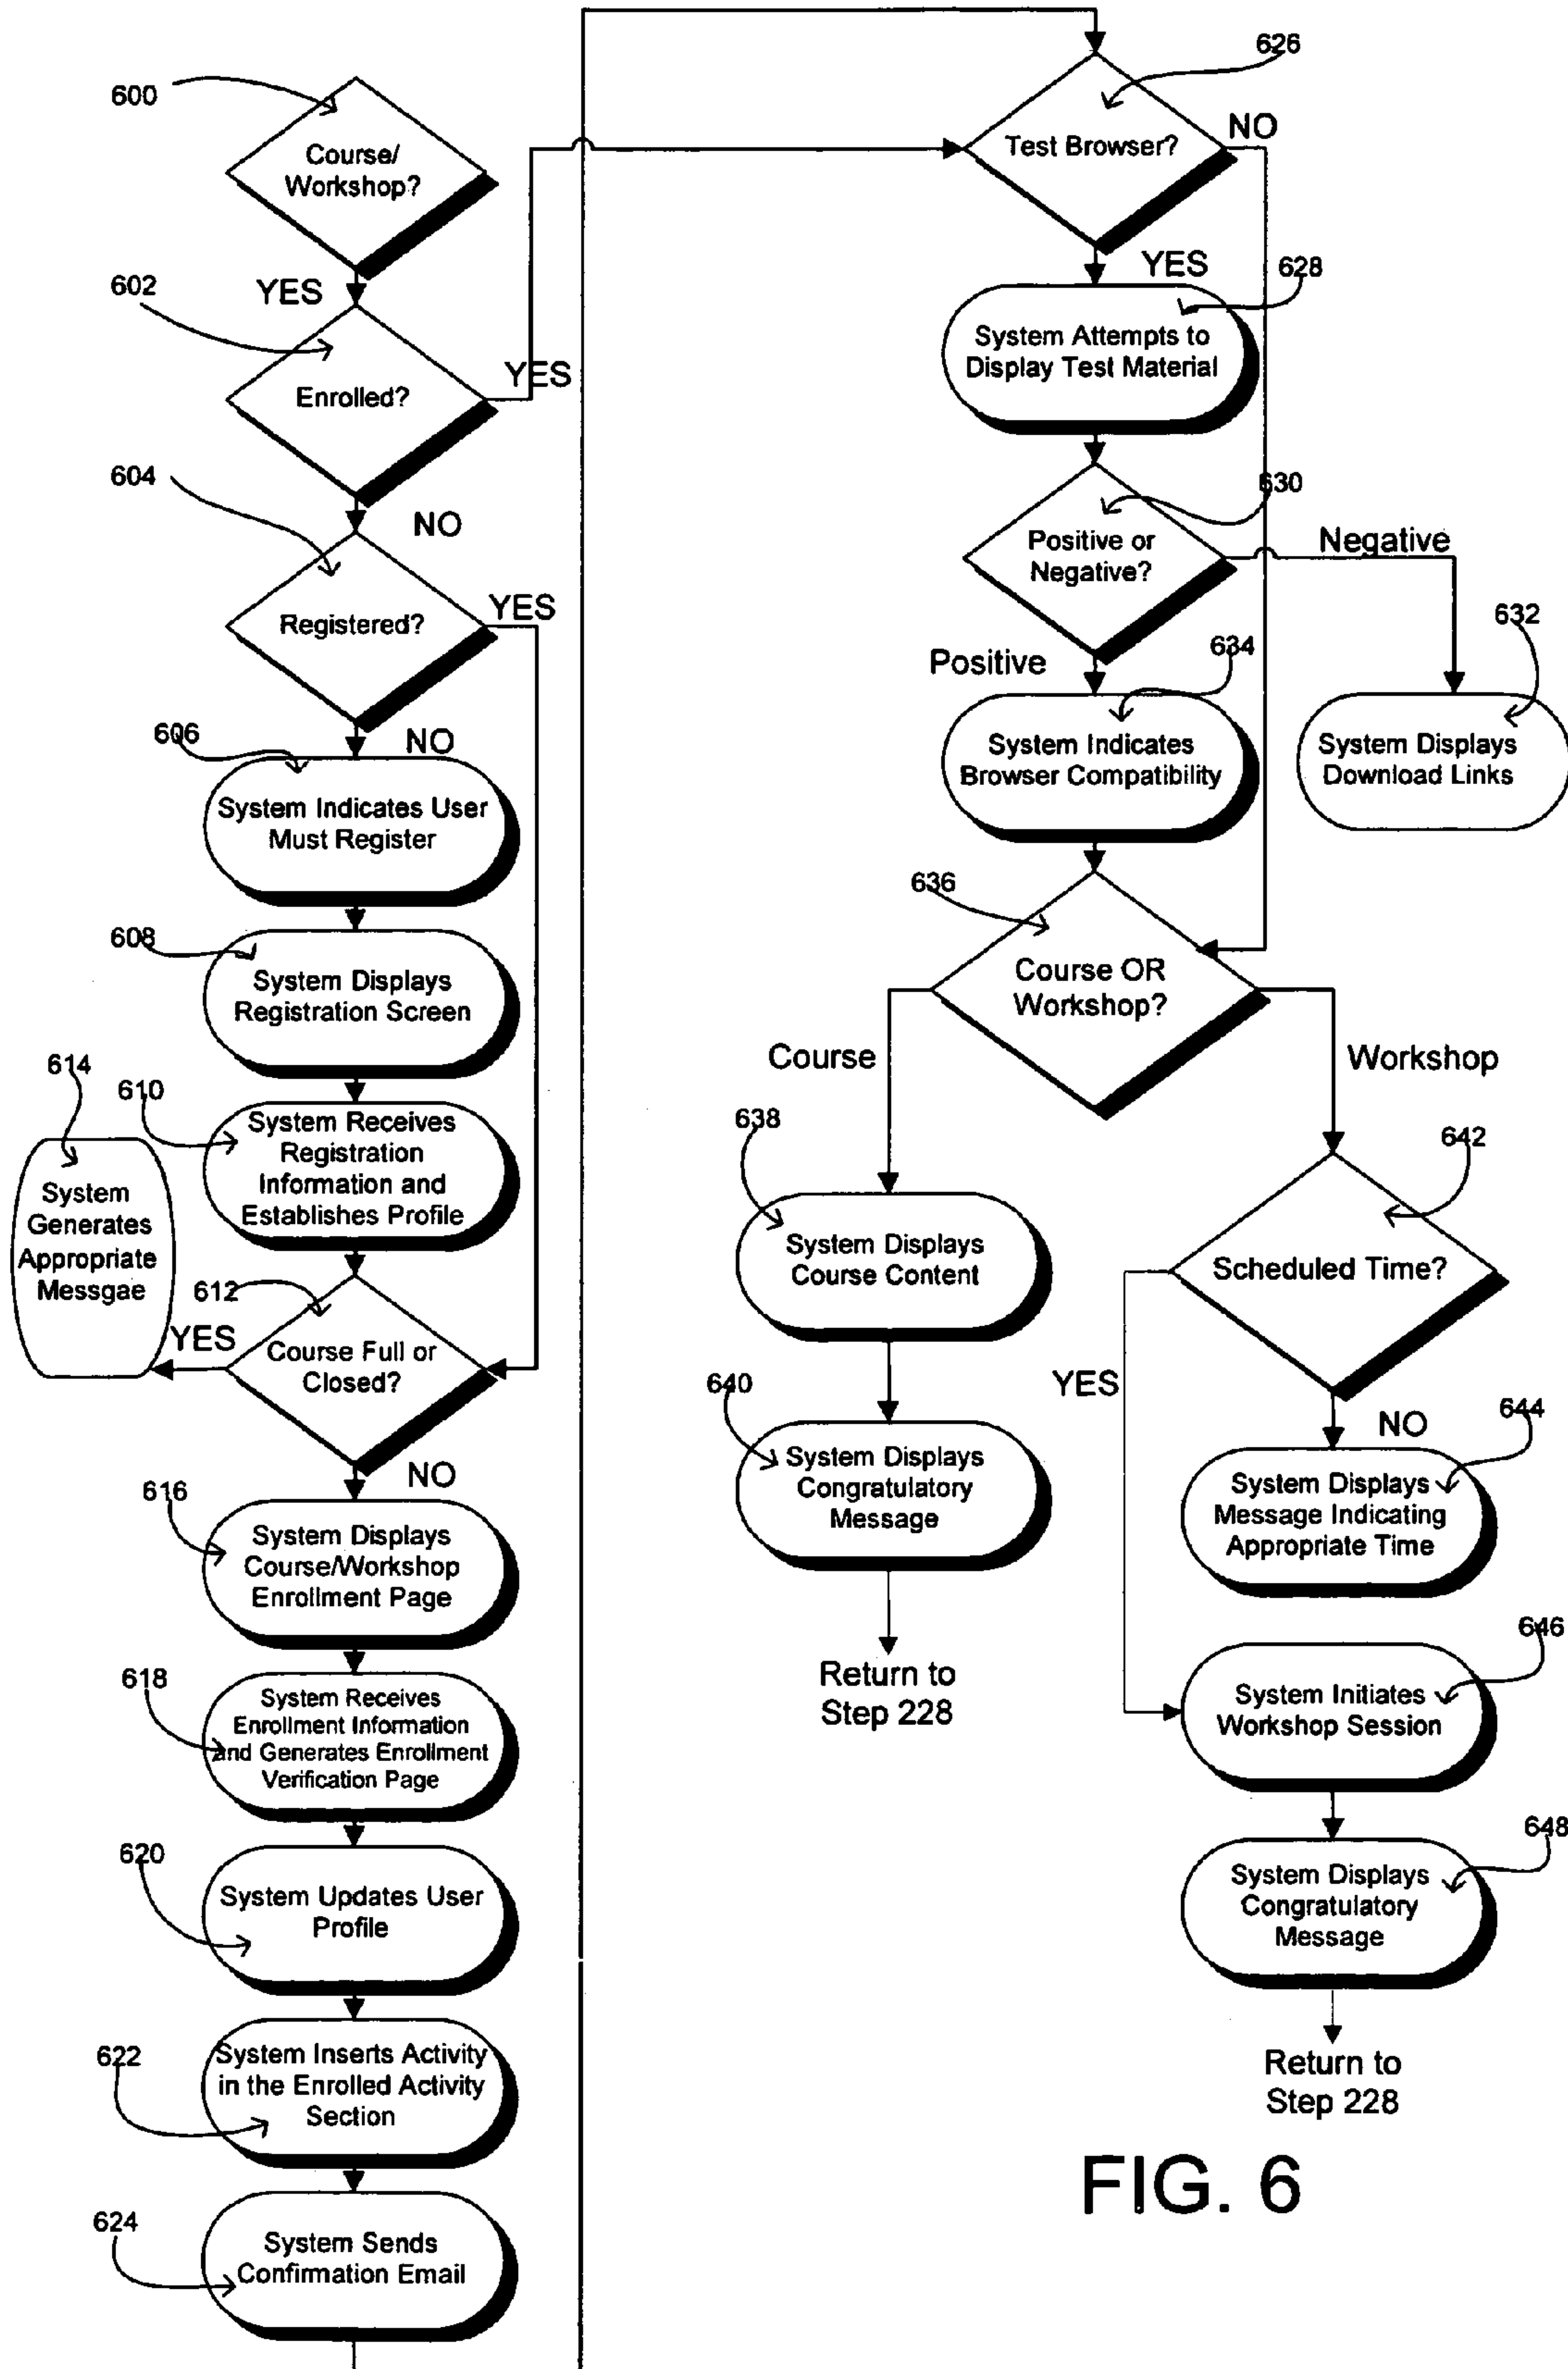 600
Course/
Workshop?
YES
602
Enrolled?
YES
NO
604
Registered?
YES
NO
606
System Indicates User
Must Register
608
System Displays
Registration Screen
610
System Receives
Registration
Information and
Establishes Profile
614
System
Generates
Appropriate
Messgae
612
Course Full or
Closed?
YES
NO
616
System Displays
Course/Workshop
Enrollment Page
618
System Receives
Enrollment Information
and Generates Enrollment
Verification Page
620
System Updates User
Profile
622
System Inserts Activity
in the Enrolled Activity
Section
624
System Sends
Confirmation Email
626
Test Browser?
NO
YES
628
System Attempts to
Display Test Material
630
Positive or
Negative?
Negative
632
System Displays
Download Links
Positive
634
System Indicates
Browser Compatibility
636
Course OR
Workshop?
Course
Workshop
638
System Displays
Course Content
640
System Displays
Congratulatory
Message
Return to
Step 228
642
Scheduled Time?
YES
NO
644
System Displays
Message Indicating
Appropriate Time
646
System Initiates
Workshop Session
648
System Displays
Congratulatory
Message
Return to
Step 228
FIG. 6